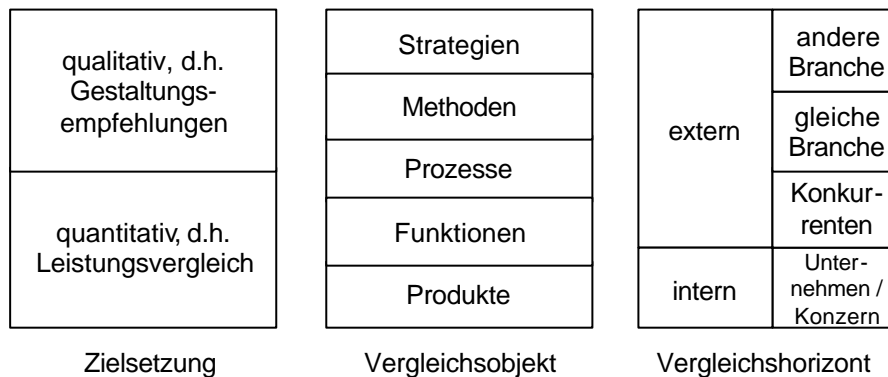 qualitativ, d.h.
Gestaltungs-
empfehlungen
quantitativ, d.h.
Leistungsvergleich
Zielsetzung
Strategien
Methoden
Prozesse
Funktionen
Produkte
Vergleichsobjekt
extern
andere
Branche
gleiche
Branche
Konkur-
renten
intern
Unter-
nehmen /
Konzern
Vergleichshorizont